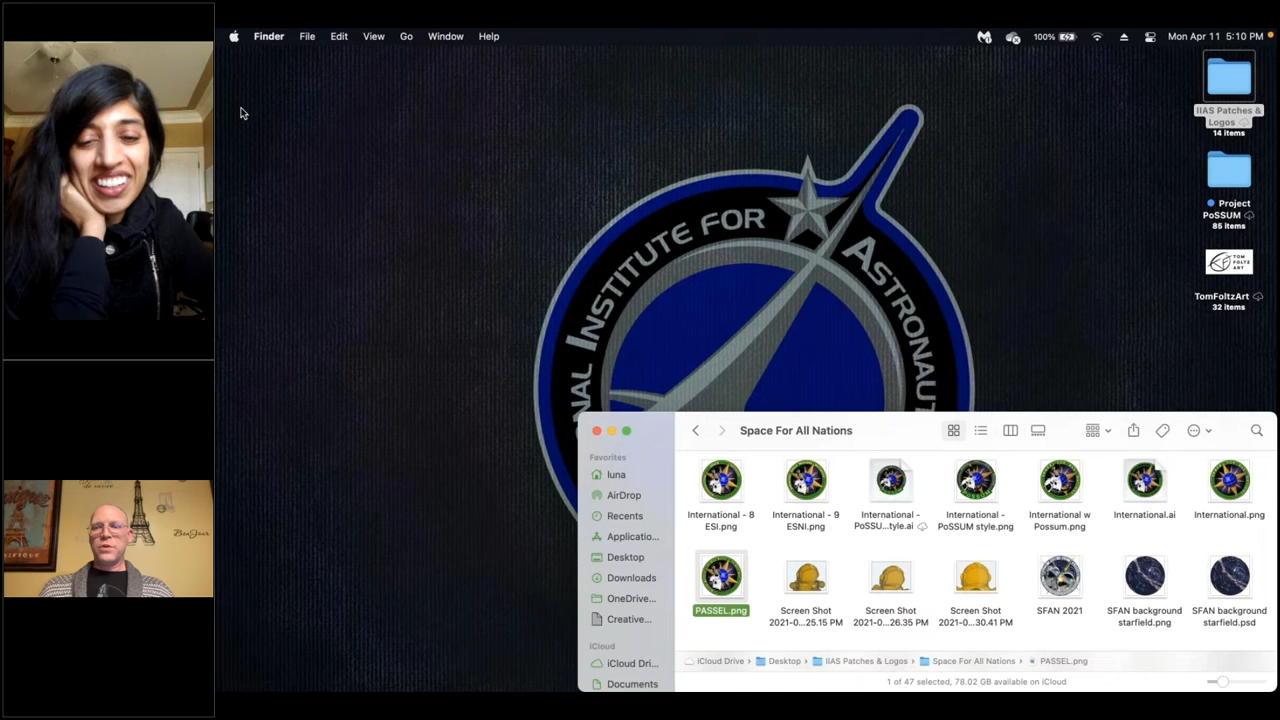 Finder File Edit View Go Window Help 100% Mon Apr 11 5:10 PM
IIAS Patches &
Logos
14 items
Project
PoSSUM
85 items
TOM
FOLTZ
ART
TomFoltzArt
32 items
NAL INSTITUTE FOR ASTRONAUT
Space For All Nations
Favorites
luna
AirDrop
Recents
Applicatio...
Desktop
Downloads
OneDrive...
Creative...
iCloud
iCloud Dri...
Documents
International - 8
ESI.png
International - 9
ESNI.png
International -
PoSSU...tyle.ai
International -
PoSSUM style.png
International w
Possum.png
International.ai
International.png
PASSEL.png
Screen Shot
2021-0...25.15 PM
Screen Shot
2021-0...26.35 PM
Screen Shot
2021-0...30.41 PM
SFAN 2021
SFAN background
starfield.png
SFAN background
starfield.psd
iCloud Drive › Desktop › IIAS Patches & Logos › Space For All Nations › PASSEL.png
1 of 47 selected, 78.02 GB available on iCloud
BonJour